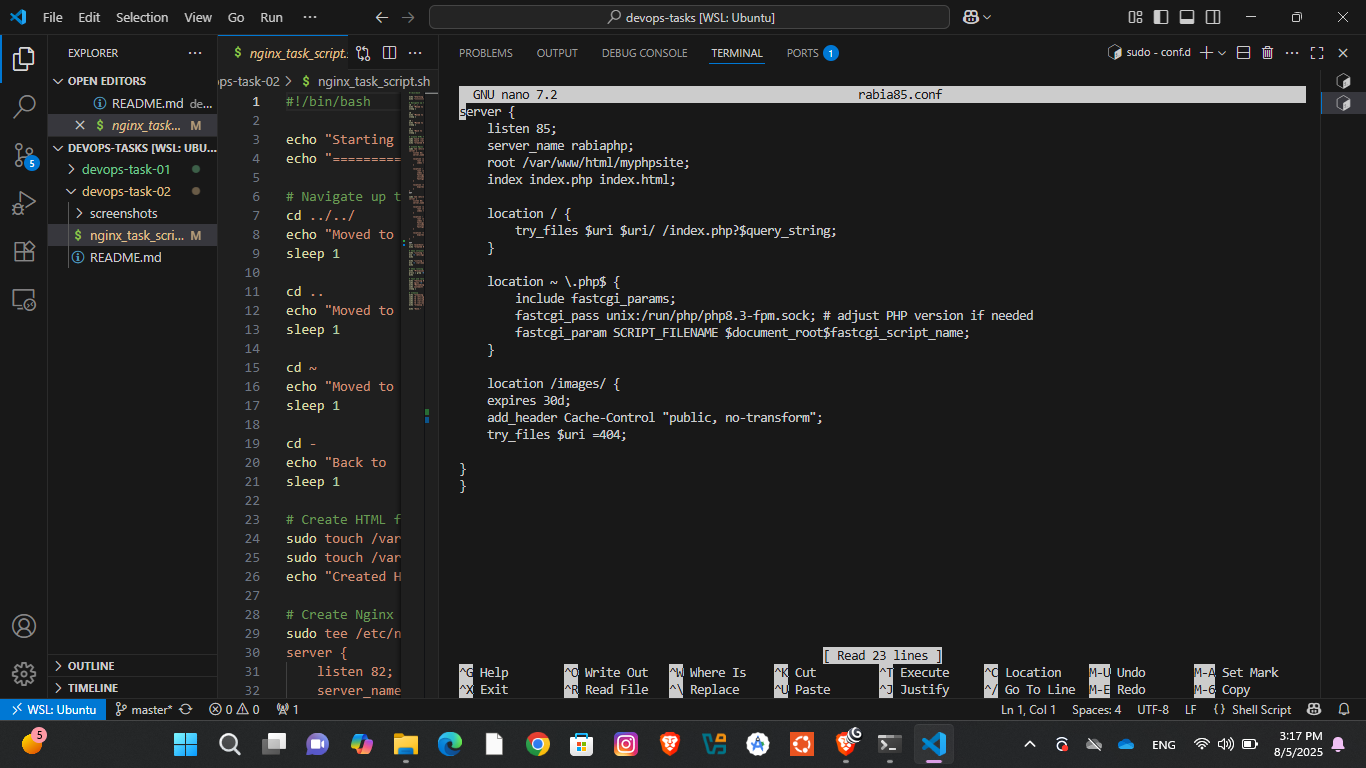 File Edit Selection View Go Run ··· devops-tasks [WSL: Ubuntu]
EXPLORER
OPEN EDITORS
README.md de...
nginx_task... M
DEVOPS-TASKS [WSL: UBU...
devops-task-01
devops-task-02
screenshots
nginx_task_scri... M
README.md
OUTLINE
TIMELINE
5
nginx_task_script.
ops-task-02 > nginx_task_script.sh
1 #!/bin/bash
2
3 echo "Starting
4 echo "=========
5
6 # Navigate up t
7 cd ../../
8 echo "Moved to
9 sleep 1
10
11 cd ..
12 echo "Moved to
13 sleep 1
14
15 cd ~
16 echo "Moved to
17 sleep 1
18
19 cd -
20 echo "Back to
21 sleep 1
22
23 # Create HTML f
24 sudo touch /var
25 sudo touch /var
26 echo "Created H
27
28 # Create Nginx
29 sudo tee /etc/n
30 server {
31 listen 82;
32 server_name
PROBLEMS OUTPUT DEBUG CONSOLE TERMINAL PORTS 1
sudo - conf.d
GNU nano 7.2 rabia85.conf
server {
listen 85;
server_name rabiaphp;
root /var/www/html/myphpsite;
index index.php index.html;
location / {
try_files $uri $uri/ /index.php?$query_string;
}
location ~ \.php$ {
include fastcgi_params;
fastcgi_pass unix:/run/php/php8.3-fpm.sock; # adjust PHP version if needed
fastcgi_param SCRIPT_FILENAME $document_root$fastcgi_script_name;
}
location /images/ {
expires 30d;
add_header Cache-Control "public, no-transform";
try_files $uri =404;
}
}
[ Read 23 lines ]
^G Help ^O Write Out ^W Where Is ^K Cut ^T Execute ^C Location M-U Undo M-A Set Mark
^X Exit ^R Read File ^\ Replace ^U Paste ^J Justify ^/ Go To Line M-E Redo M-6 Copy
WSL: Ubuntu master* 0 0 1 Ln 1, Col 1 Spaces: 4 UTF-8 LF {} Shell Script
5
ENG
3:17 PM
8/5/2025